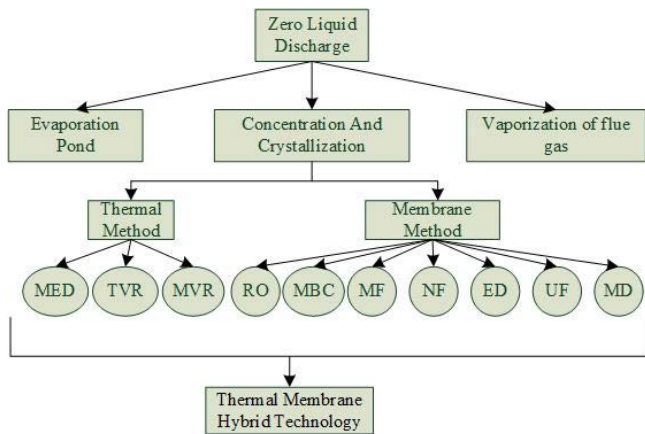 Zero Liquid
Discharge
Evaporation
Pond
Concentration And
Crystallization
Vaporization of flue
gas
Thermal
Method
Membrane
Method
MED
TVR
MVR
RO
MBC
MF
NF
ED
UF
MD
Thermal Membrane
Hybrid Technology